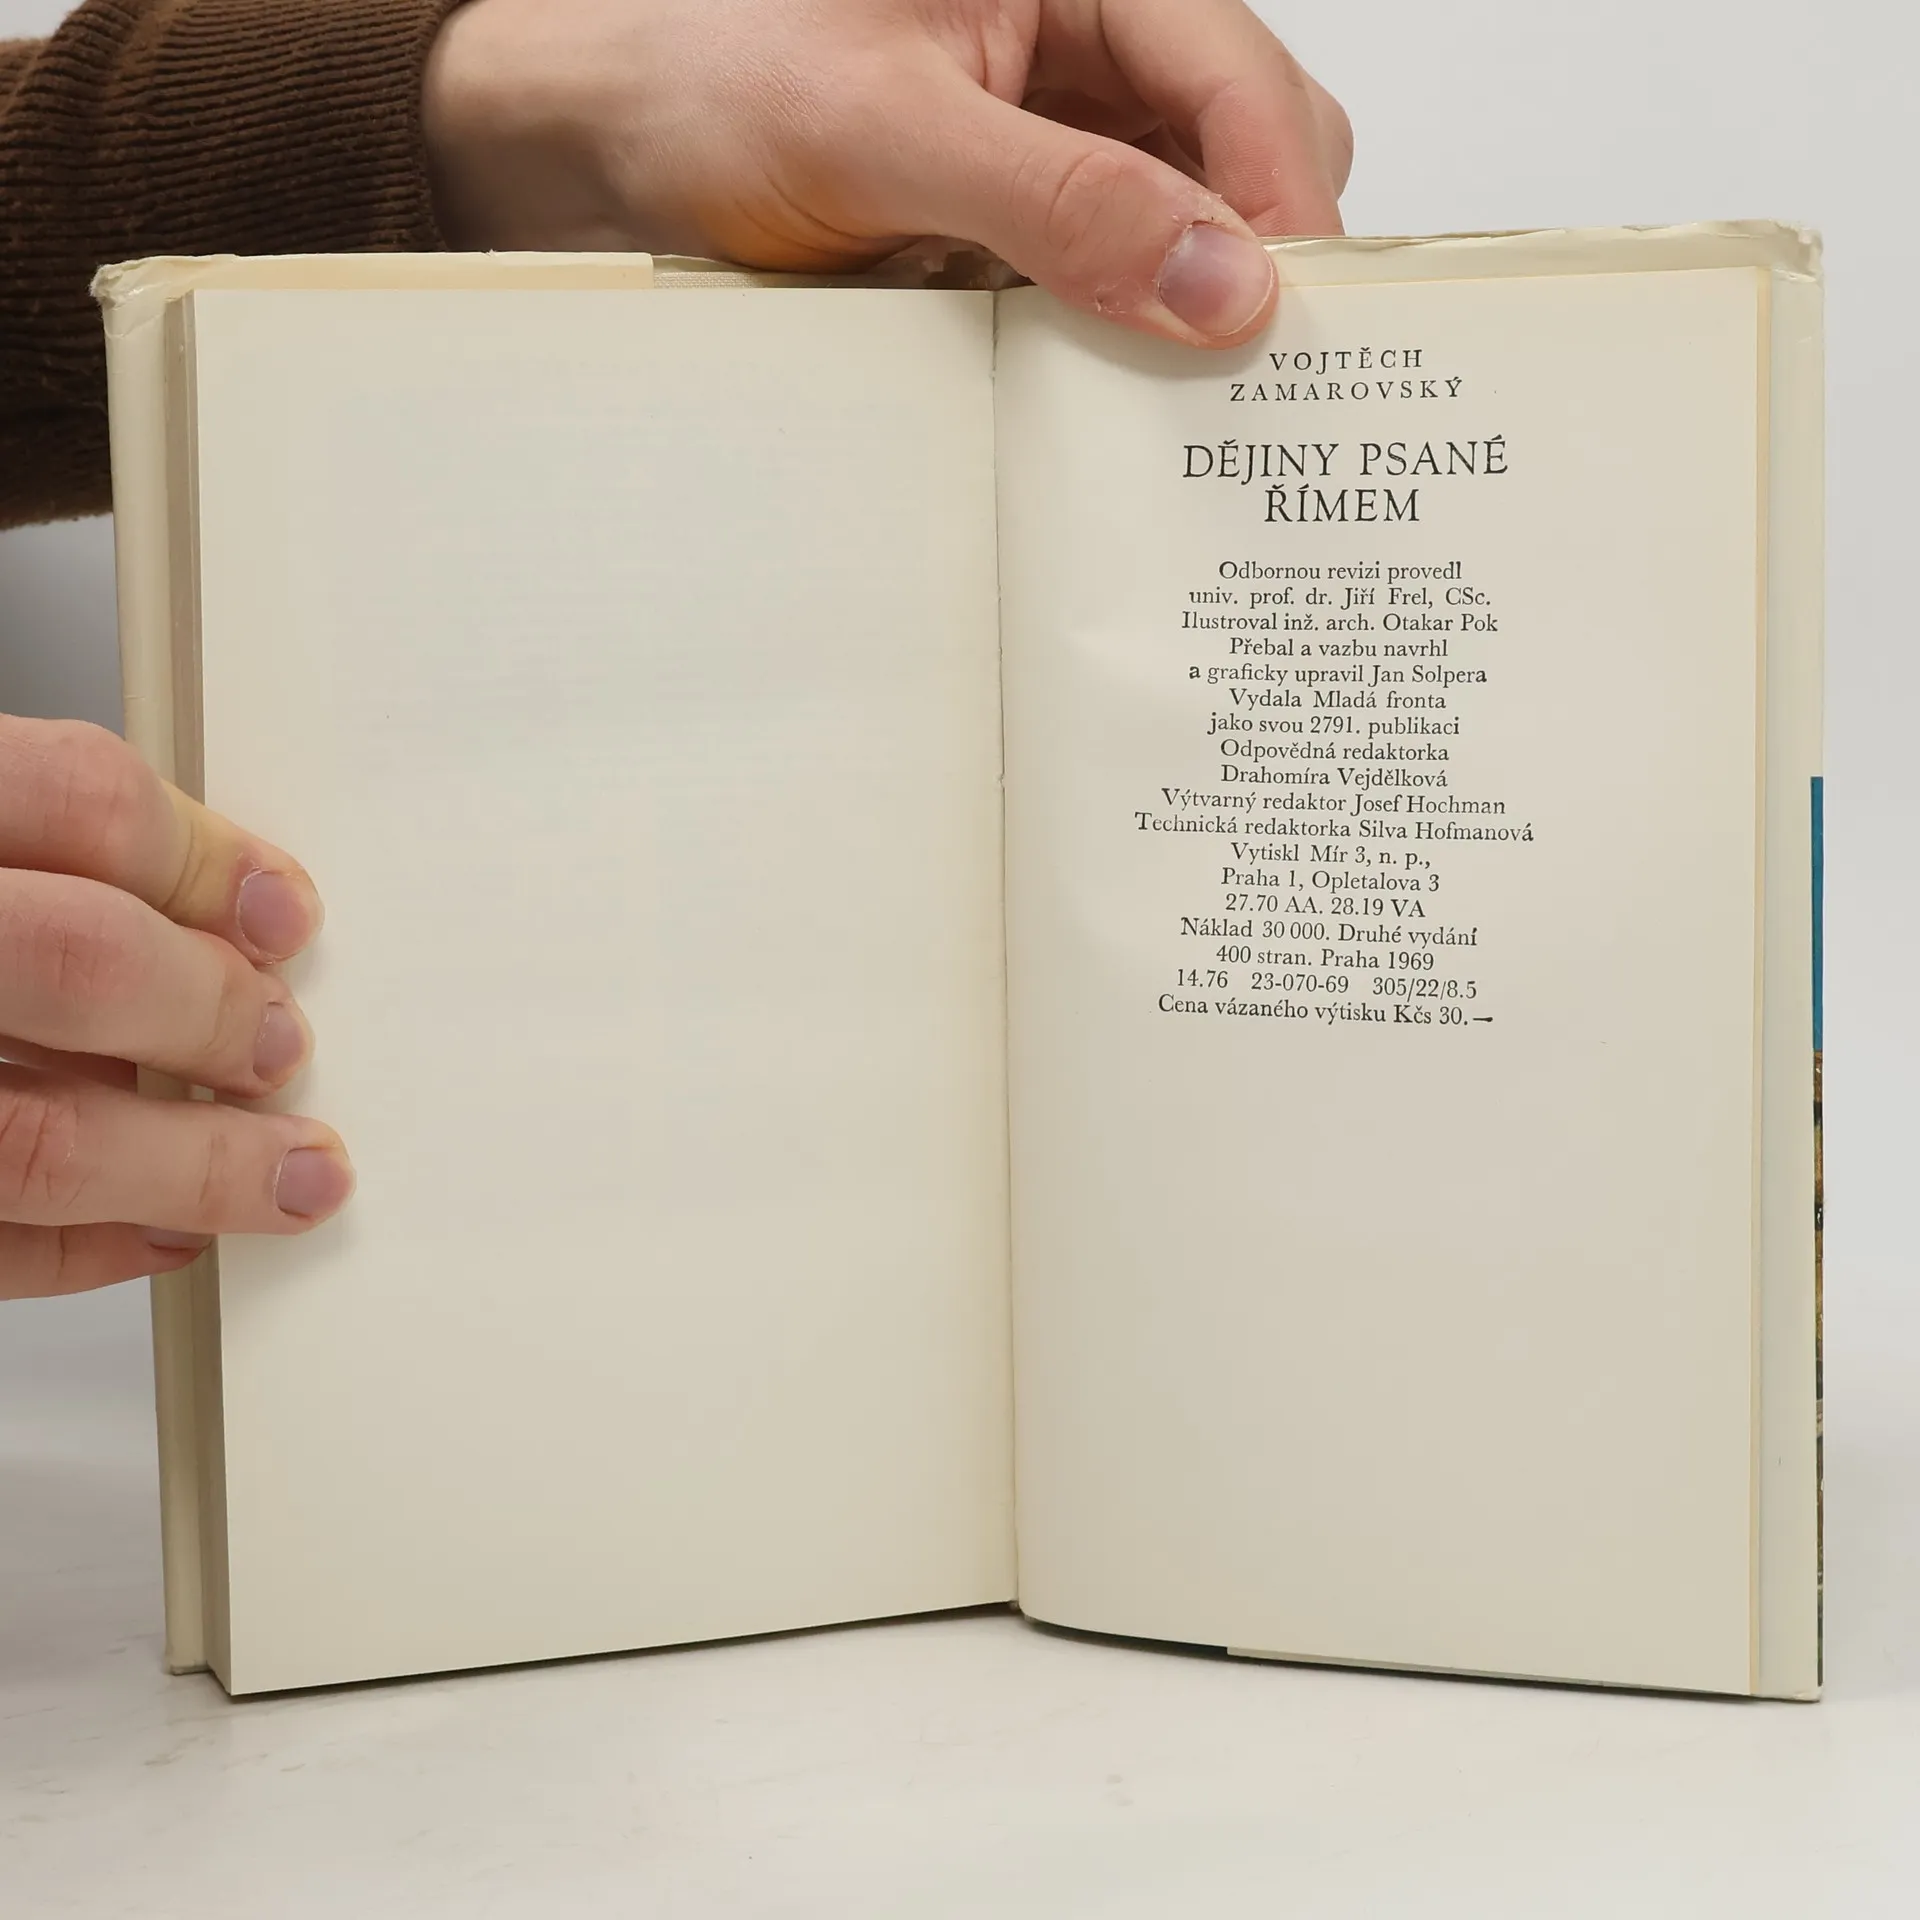 VOJTĚCH
ZAMAROVSKÝ
DĚJINY PSANÉ
ŘÍMEM
Odbornou revizi provedl
univ. prof. dr. Jiří Frel, CSc.
Ilustroval inž. arch. Otakar Pok
Přebal a vazbu navrhl
a graficky upravil Jan Solpera
Vydala Mladá fronta
jako svou 2791. publikaci
Odpovědná redaktorka
Drahomíra Vejdělková
Výtvarný redaktor Josef Hochman
Technická redaktorka Silva Hofmanová
Vytiskl Mír 3, n. p.,
Praha 1, Opletalova 3
27.70 AA. 28.19 VA
Náklad 30 000. Druhé vydání
400 stran. Praha 1969
14.76 23-070-69 305/22/8.5
Cena vázaného výtisku Kčs 30.—